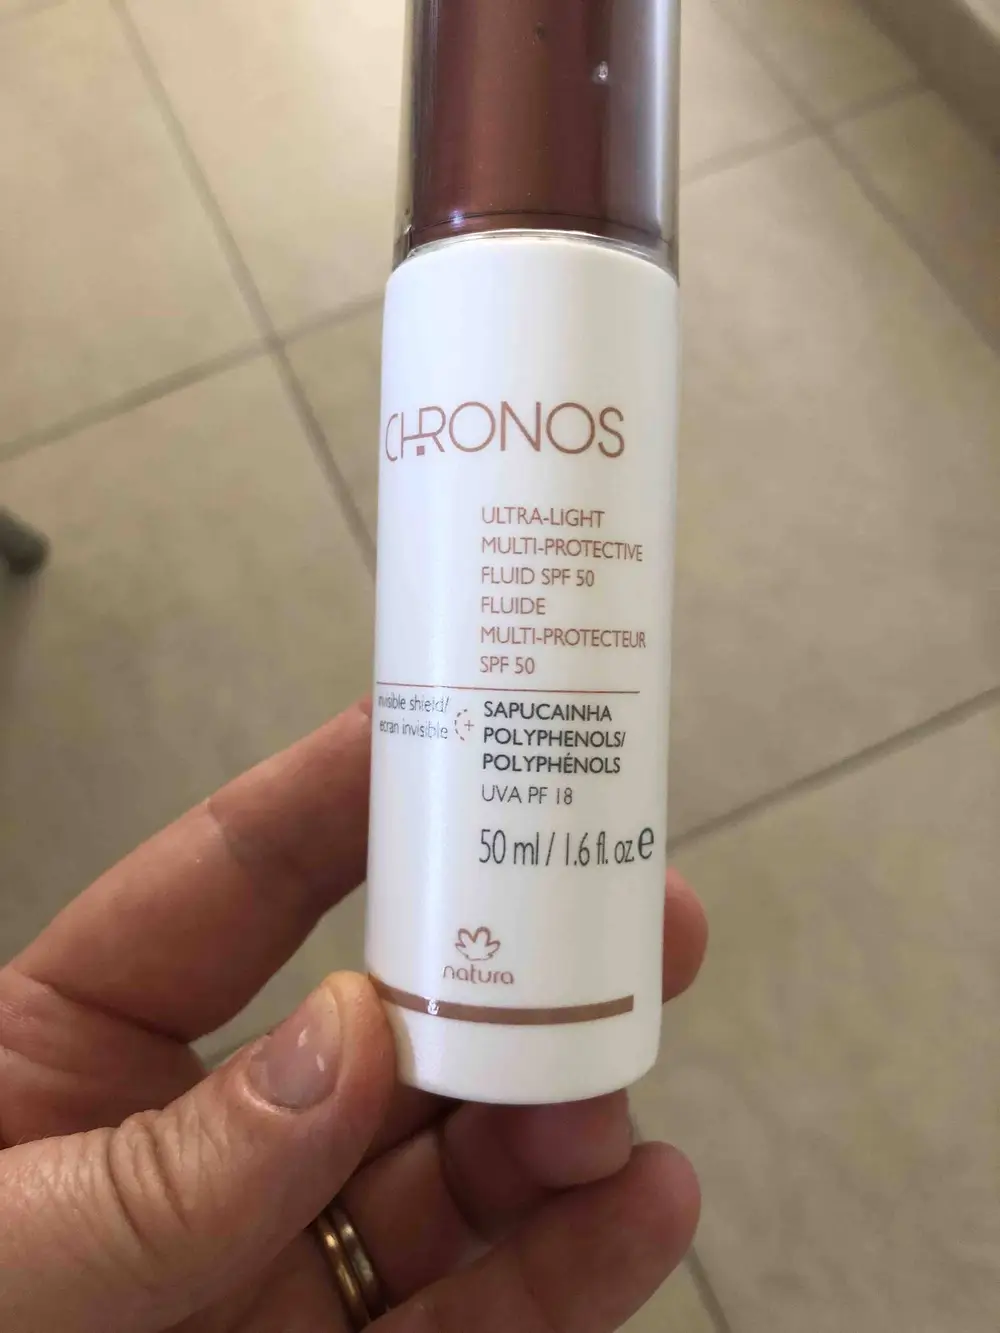 CHRONOS
ULTRA-LIGHT
MULTI-PROTECTIVE
FLUID SPF 50
FLUIDE
MULTI-PROTECTEUR
SPF 50
invisible shield/
écran invisible
SAPUCAINHA
POLYPHENOLS/
POLYPHÉNOLS
UVA PF 18
50 ml / 1.6 fl. oz e
natura